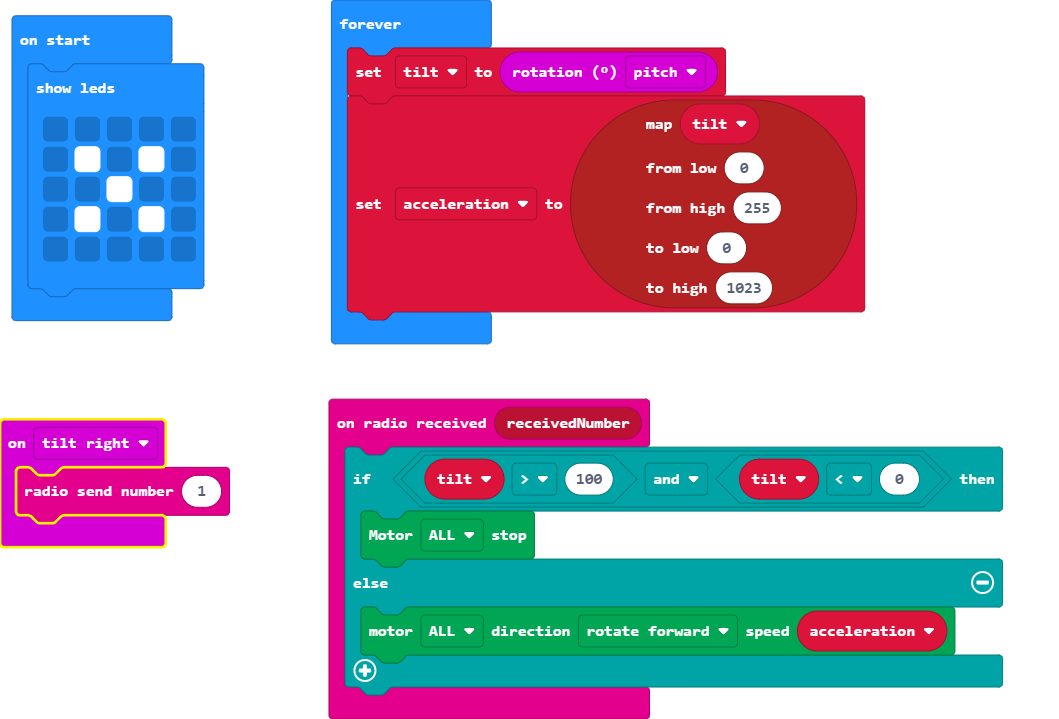 on start
show leds
forever
set tilt to rotation (º) pitch
map tilt
from low 0
from high 255
set acceleration to
to low 0
to high 1023
on tilt right
radio send number 1
on radio received receivedNumber
if tilt > 100 and tilt < 0 then
Motor ALL stop
else
motor ALL direction rotate forward speed acceleration